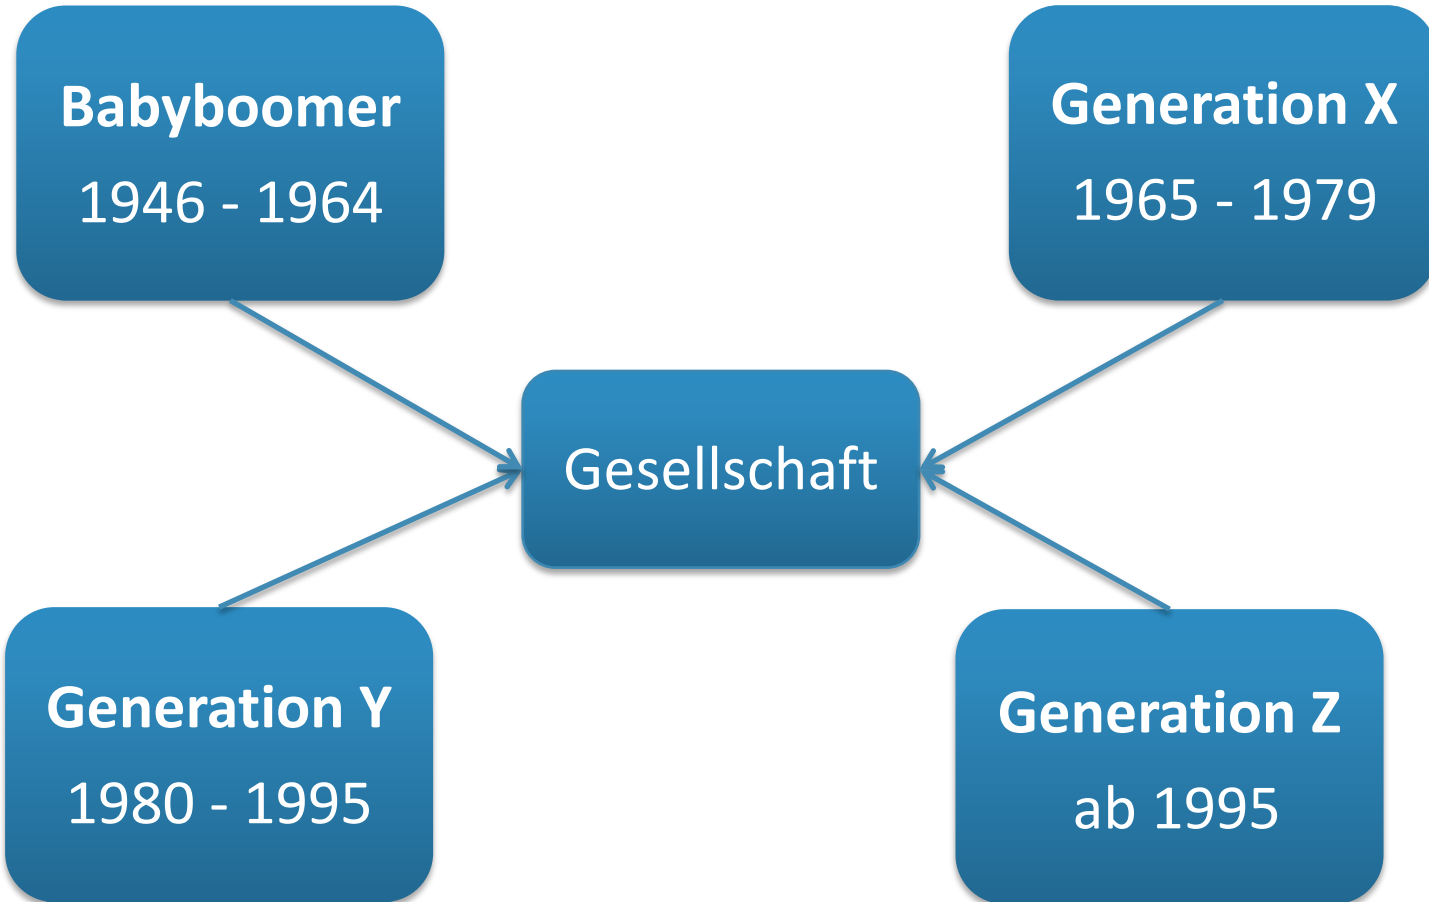 Babyboomer
1946 - 1964
Generation X
1965 - 1979
Gesellschaft
Generation Y
1980 - 1995
Generation Z
ab 1995